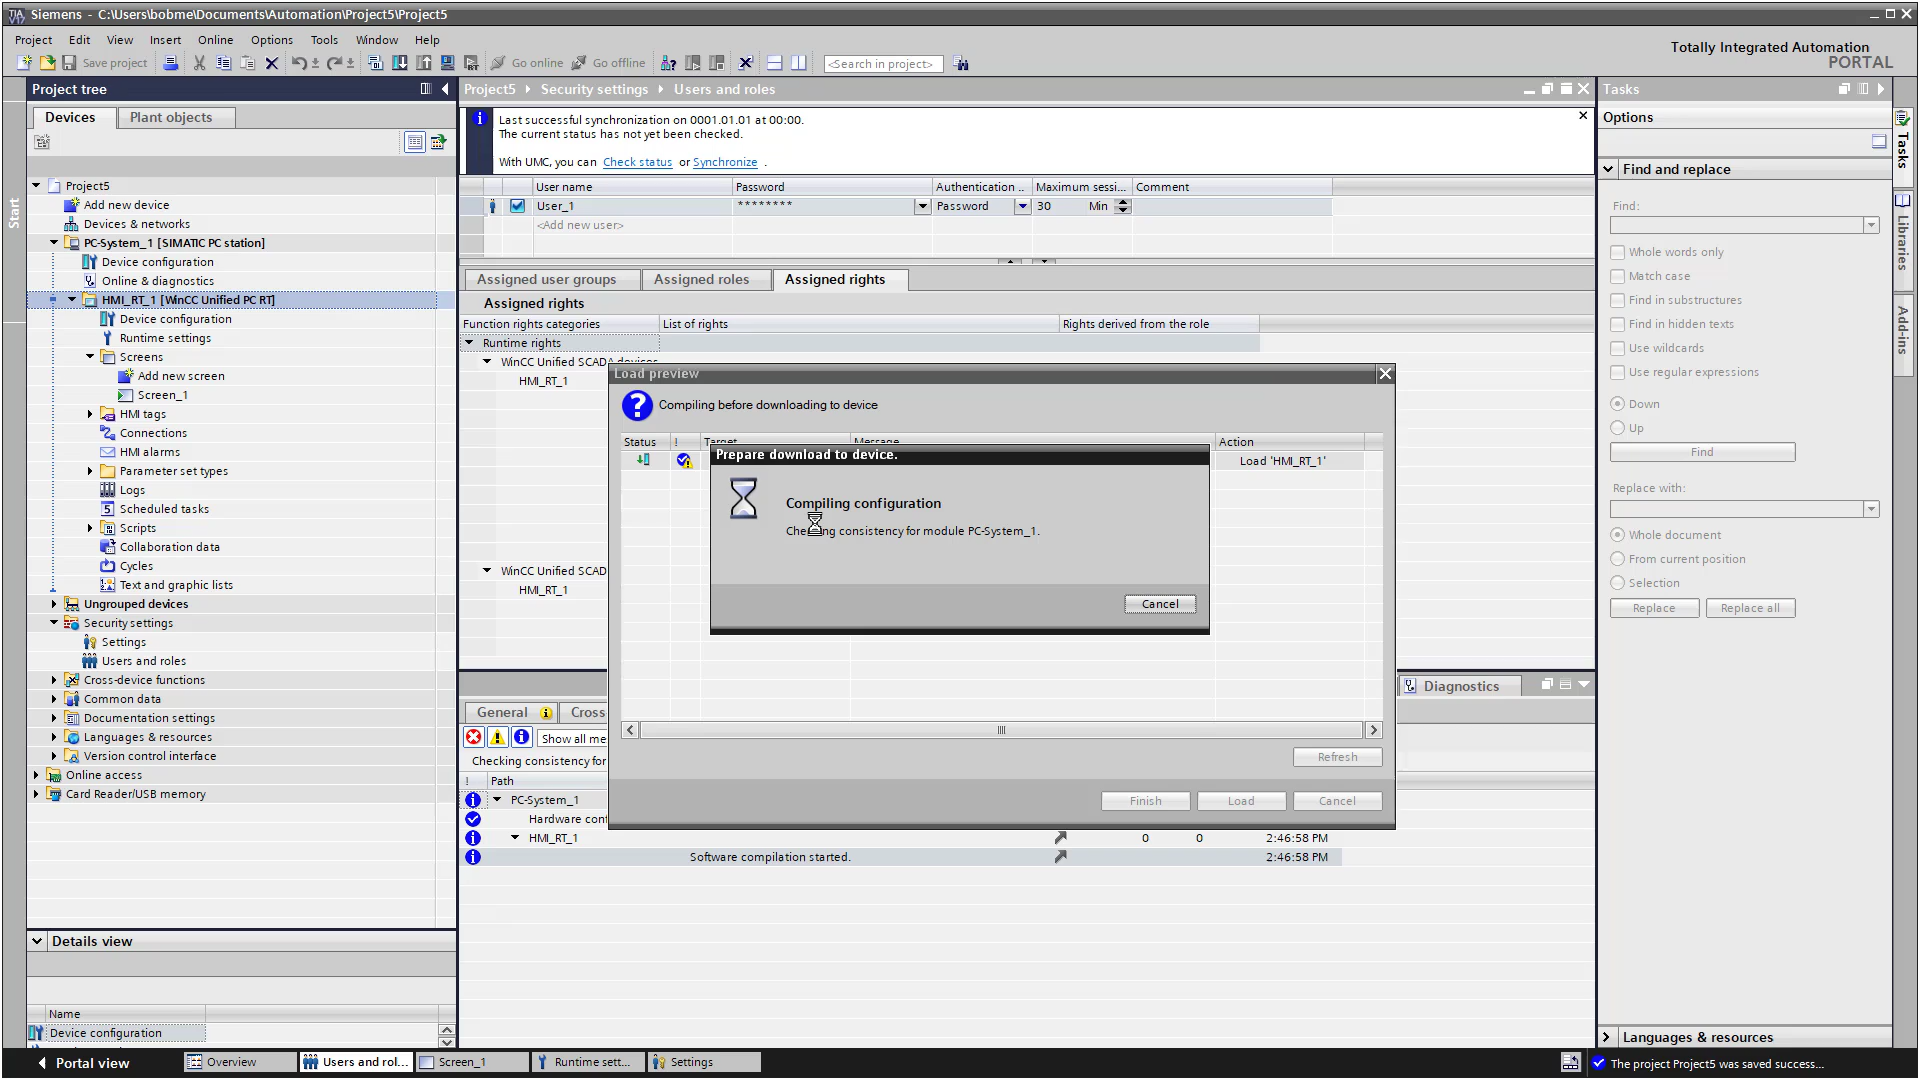 Siemens - C:\Users\bobme\Documents\Automation\Project5\Project5
Project Edit View Insert Online Options Tools Window Help
Totally Integrated Automation
PORTAL
Save project
Go online
Go offline
<Search in project>
Project tree
Devices
Plant objects
Start
Project5
Add new device
Devices & networks
PC-System_1 [SIMATIC PC station]
Device configuration
Online & diagnostics
HMI_RT_1 [WinCC Unified PC RT]
Device configuration
Runtime settings
Screens
Add new screen
Screen_1
HMI tags
Connections
HMI alarms
Parameter set types
Logs
Scheduled tasks
Scripts
Collaboration data
Cycles
Text and graphic lists
Ungrouped devices
Security settings
Settings
Users and roles
Cross-device functions
Common data
Documentation settings
Languages & resources
Version control interface
Online access
Card Reader/USB memory
Details view
Name
Device configuration
Project5 Security settings Users and roles
Last successful synchronization on 0001.01.01 at 00:00.
The current status has not yet been checked.
With UMC, you can Check status or Synchronize .
User name Password Authentication .. Maximum sessi... Comment
User_1 ******** Password 30 Min
<Add new user>
Assigned user groups Assigned roles Assigned rights
Assigned rights
Function rights categories List of rights Rights derived from the role
Runtime rights
WinCC Unified SCADA devices
HMI_RT_1
WinCC Unified SCAD
HMI_RT_1
Load preview
Compiling before downloading to device
Status ! Target Message Action
Load 'HMI_RT_1'
Prepare download to device.
Compiling configuration
Checking consistency for module PC-System_1.
Cancel
Refresh
Finish Load Cancel
Diagnostics
General Cross
Show all me
Checking consistency for
! Path
PC-System_1
Hardware conf
HMI_RT_1 0 0 2:46:58 PM
Software compilation started. 2:46:58 PM
Tasks
Options
Find and replace
Find:
Whole words only
Match case
Find in substructures
Find in hidden texts
Use wildcards
Use regular expressions
Down
Up
Find
Replace with:
Whole document
From current position
Selection
Replace Replace all
Languages & resources
Tasks
Libraries
Add-ins
Portal view Overview Users and rol... Screen_1 Runtime sett... Settings
The project Project5 was saved success...